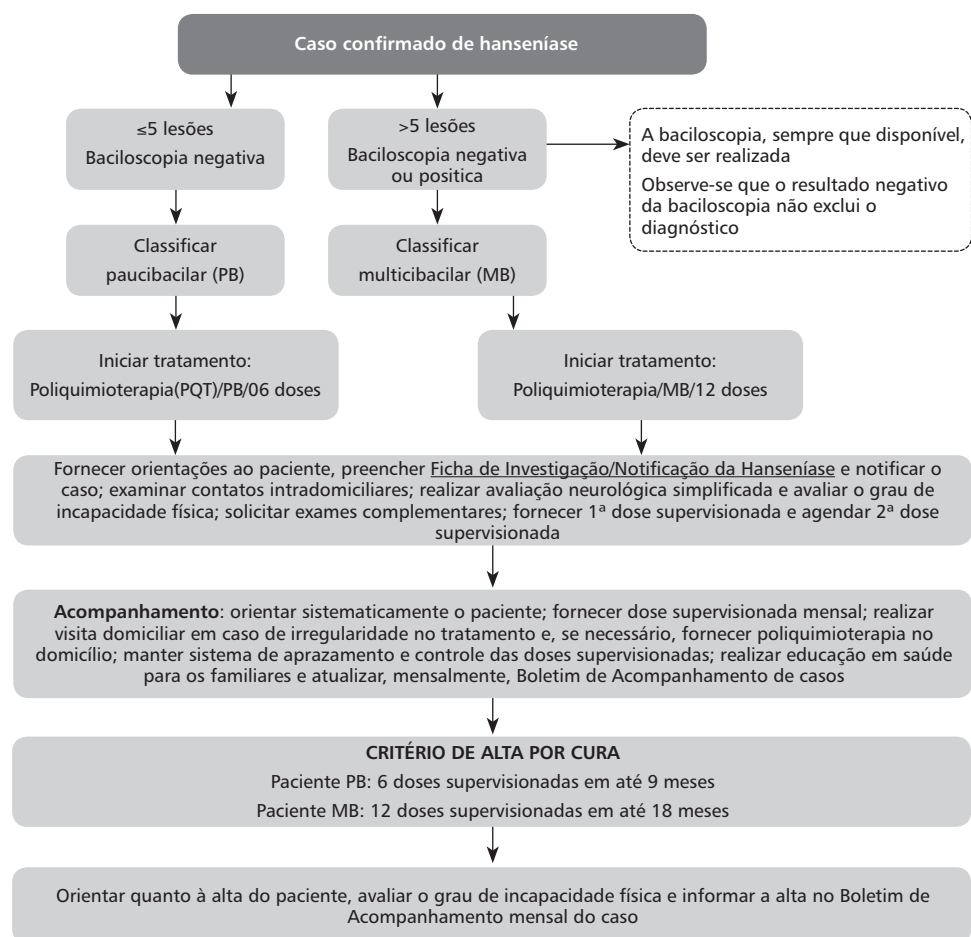 Caso confirmado de hanseníase
≤5 lesões
Baciloscopia negativa
>5 lesões
Baciloscopia negativa
ou positica
A baciloscopia, sempre que disponível,
deve ser realizada
Observe-se que o resultado negativo
da baciloscopia não exclui o
diagnóstico
Classificar
paucibacilar (PB)
Classificar
multicibacilar (MB)
Iniciar tratamento:
Poliquimioterapia(PQT)/PB/06 doses
Iniciar tratamento:
Poliquimioterapia/MB/12 doses
Fornecer orientações ao paciente, preencher Ficha de Investigação/Notificação da Hanseníase e notificar o
caso; examinar contatos intradomiciliares; realizar avaliação neurológica simplificada e avaliar o grau de
incapacidade física; solicitar exames complementares; fornecer 1ª dose supervisionada e agendar 2ª dose
supervisionada
Acompanhamento: orientar sistematicamente o paciente; fornecer dose supervisionada mensal; realizar
visita domiciliar em caso de irregularidade no tratamento e, se necessário, fornecer poliquimioterapia no
domicílio; manter sistema de aprazamento e controle das doses supervisionadas; realizar educação em saúde
para os familiares e atualizar, mensalmente, Boletim de Acompanhamento de casos
CRITÉRIO DE ALTA POR CURA
Paciente PB: 6 doses supervisionadas em até 9 meses
Paciente MB: 12 doses supervisionadas em até 18 meses
Orientar quanto à alta do paciente, avaliar o grau de incapacidade física e informar a alta no Boletim de
Acompanhamento mensal do caso